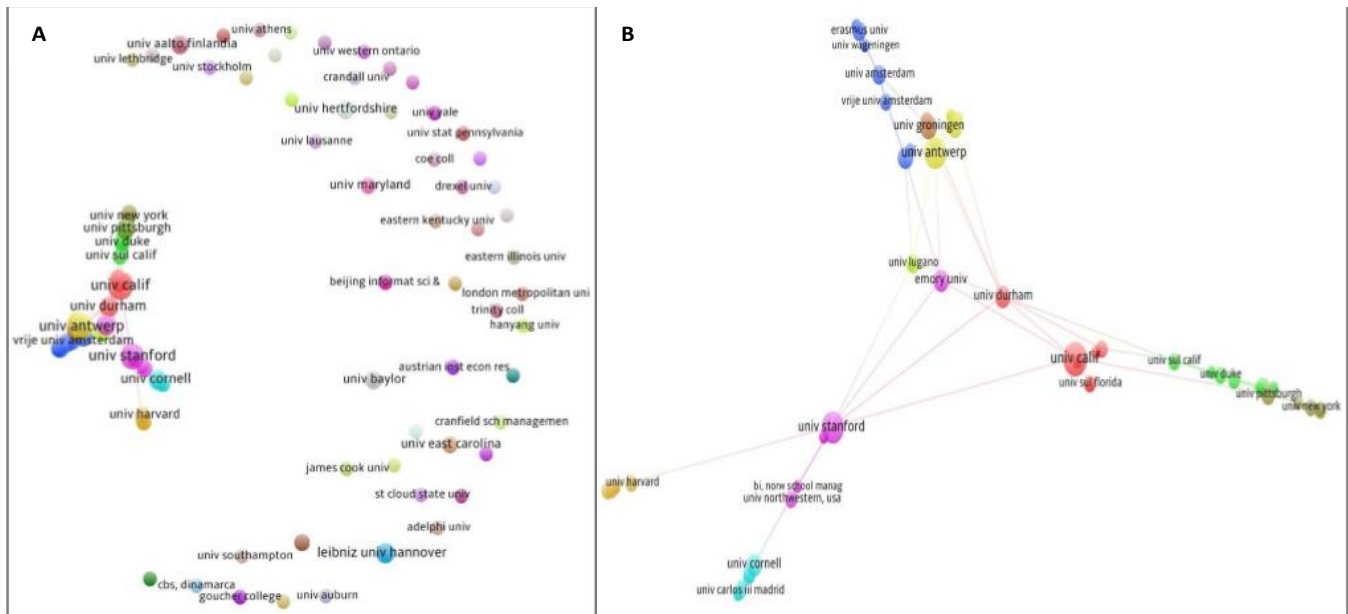 A
univ athens
univ aalto,finlandia
univ western ontario
univ lethbridge
univ stockholm
crandall univ
univ hertfordshire
univ yale
univ stat pennsylvania
univ lausanne
coe coll
univ maryland
drexel univ
univ new york
eastern kentucky univ
univ pittsburgh
univ duke
univ sul calif
eastern illinois univ
univ calif
beijing informat sci &
london metropolitan uni
univ durham
trinity coll
univ antwerp
hanyang univ
vrije univ amsterdam
univ stanford
austrian inst econ res
univ cornell
univ baylor
univ harvard
cranfield sch managemen
univ east carolina
james cook univ
st cloud state univ
adelphi univ
univ southampton
leibniz univ hannover
cbs, dinamarca
goucher college
univ auburn
B
erasmus univ
univ wageningen
univ amsterdam
vrije univ amsterdam
univ groningen
univ antwerp
univ lugano
emory univ
univ durham
univ calif
univ sul calif
univ sul florida
univ duke
univ pittsburgh
univ new york
univ stanford
univ harvard
bi, norw school manag
univ northwestern, usa
univ cornell
univ carlos iii madrid